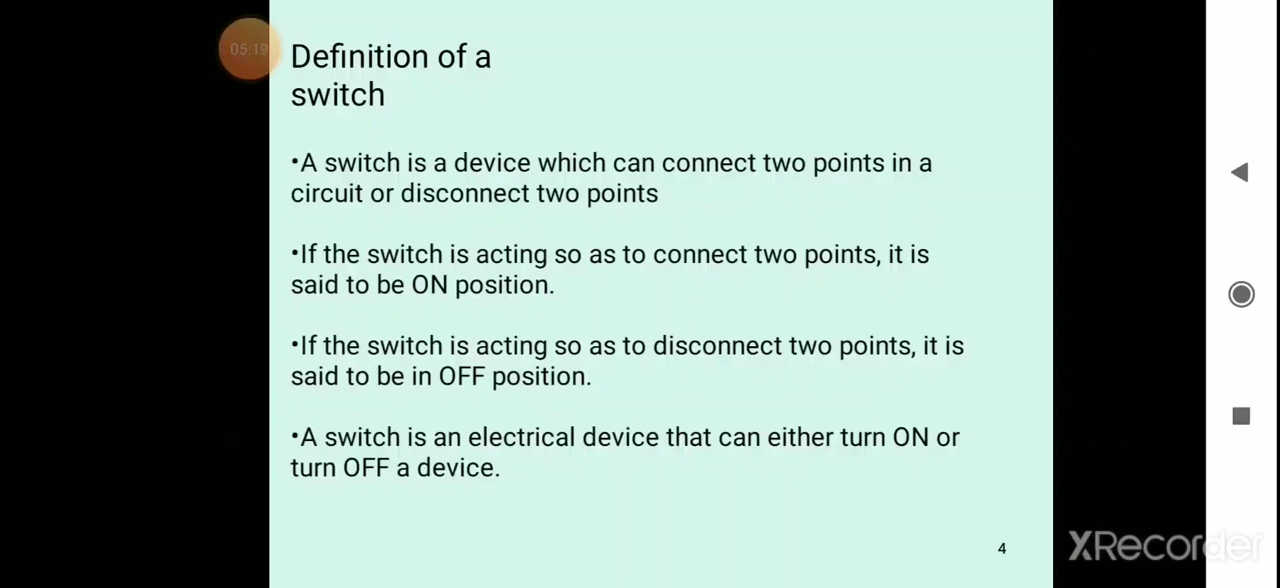 05:19
Definition of a
switch
•A switch is a device which can connect two points in a
circuit or disconnect two points
•If the switch is acting so as to connect two points, it is
said to be ON position.
•If the switch is acting so as to disconnect two points, it is
said to be in OFF position.
•A switch is an electrical device that can either turn ON or
turn OFF a device.
4
XRecorder